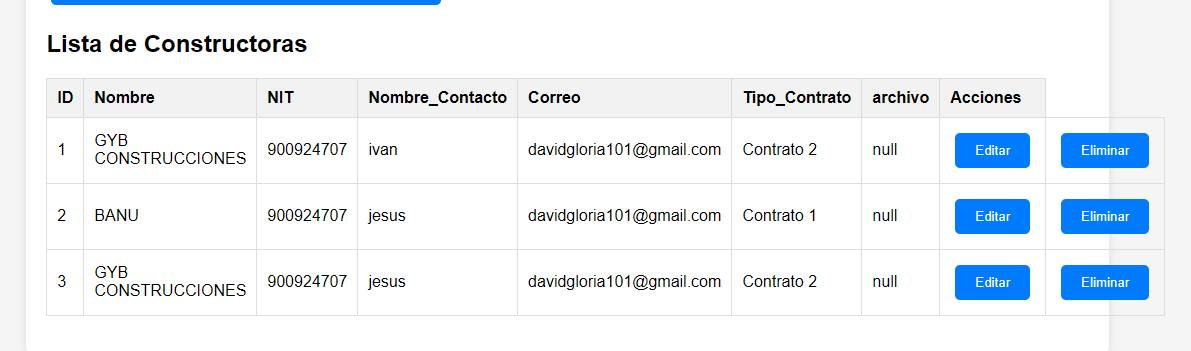 Lista de Constructoras
ID Nombre NIT Nombre_Contacto Correo Tipo_Contrato archivo Acciones
1 GYB CONSTRUCCIONES 900924707 ivan davidgloria101@gmail.com Contrato 2 null Editar Eliminar
2 BANU 900924707 jesus davidgloria101@gmail.com Contrato 1 null Editar Eliminar
3 GYB CONSTRUCCIONES 900924707 jesus davidgloria101@gmail.com Contrato 2 null Editar Eliminar